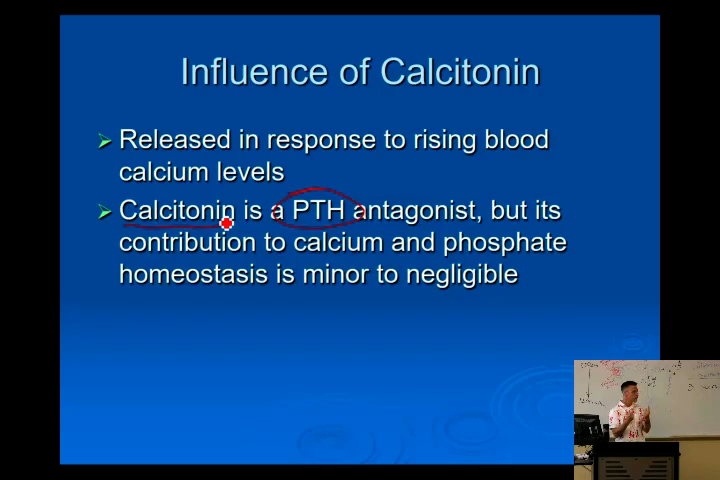 Influence of Calcitonin
Released in response to rising blood
calcium levels
Calcitonin is a PTH antagonist, but its
contribution to calcium and phosphate
homeostasis is minor to negligible